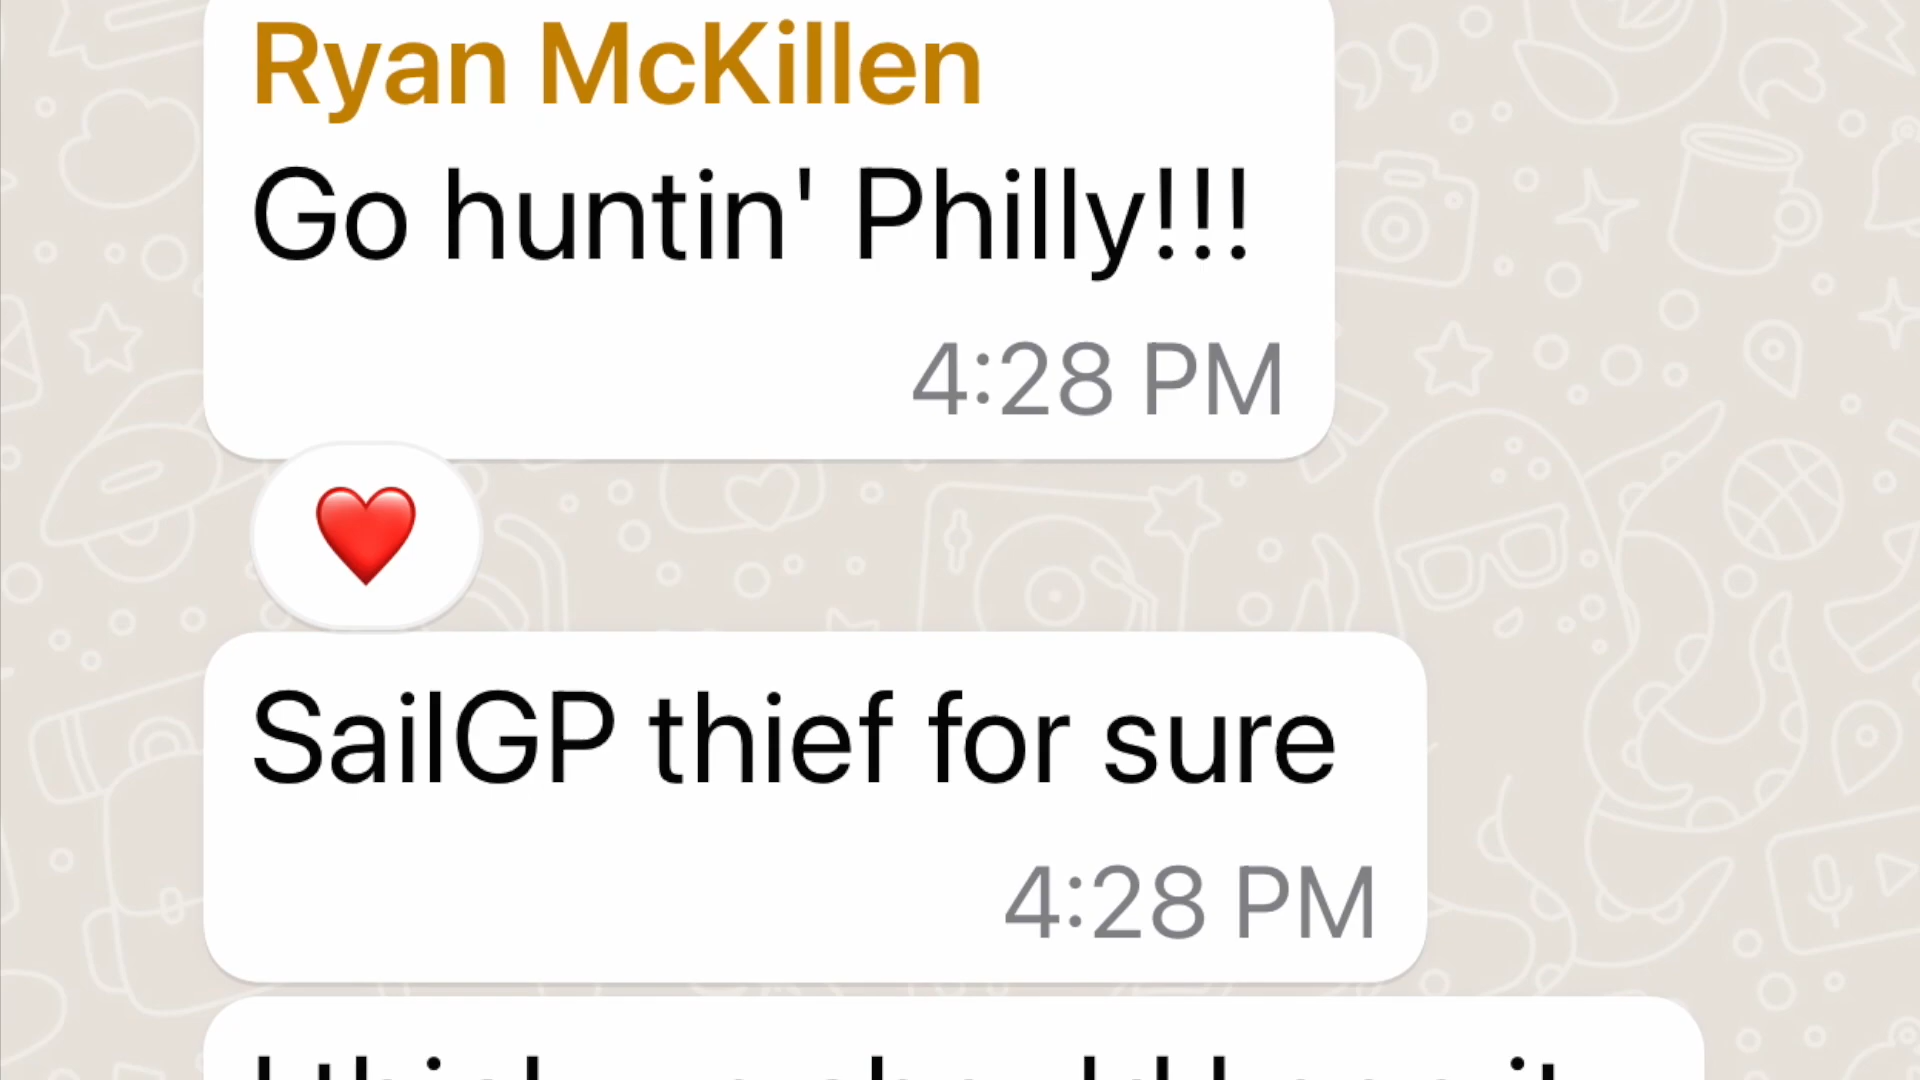 Ryan McKillen
Go huntin' Philly!!!
4:28 PM
SailGP thief for sure
4:28 PM